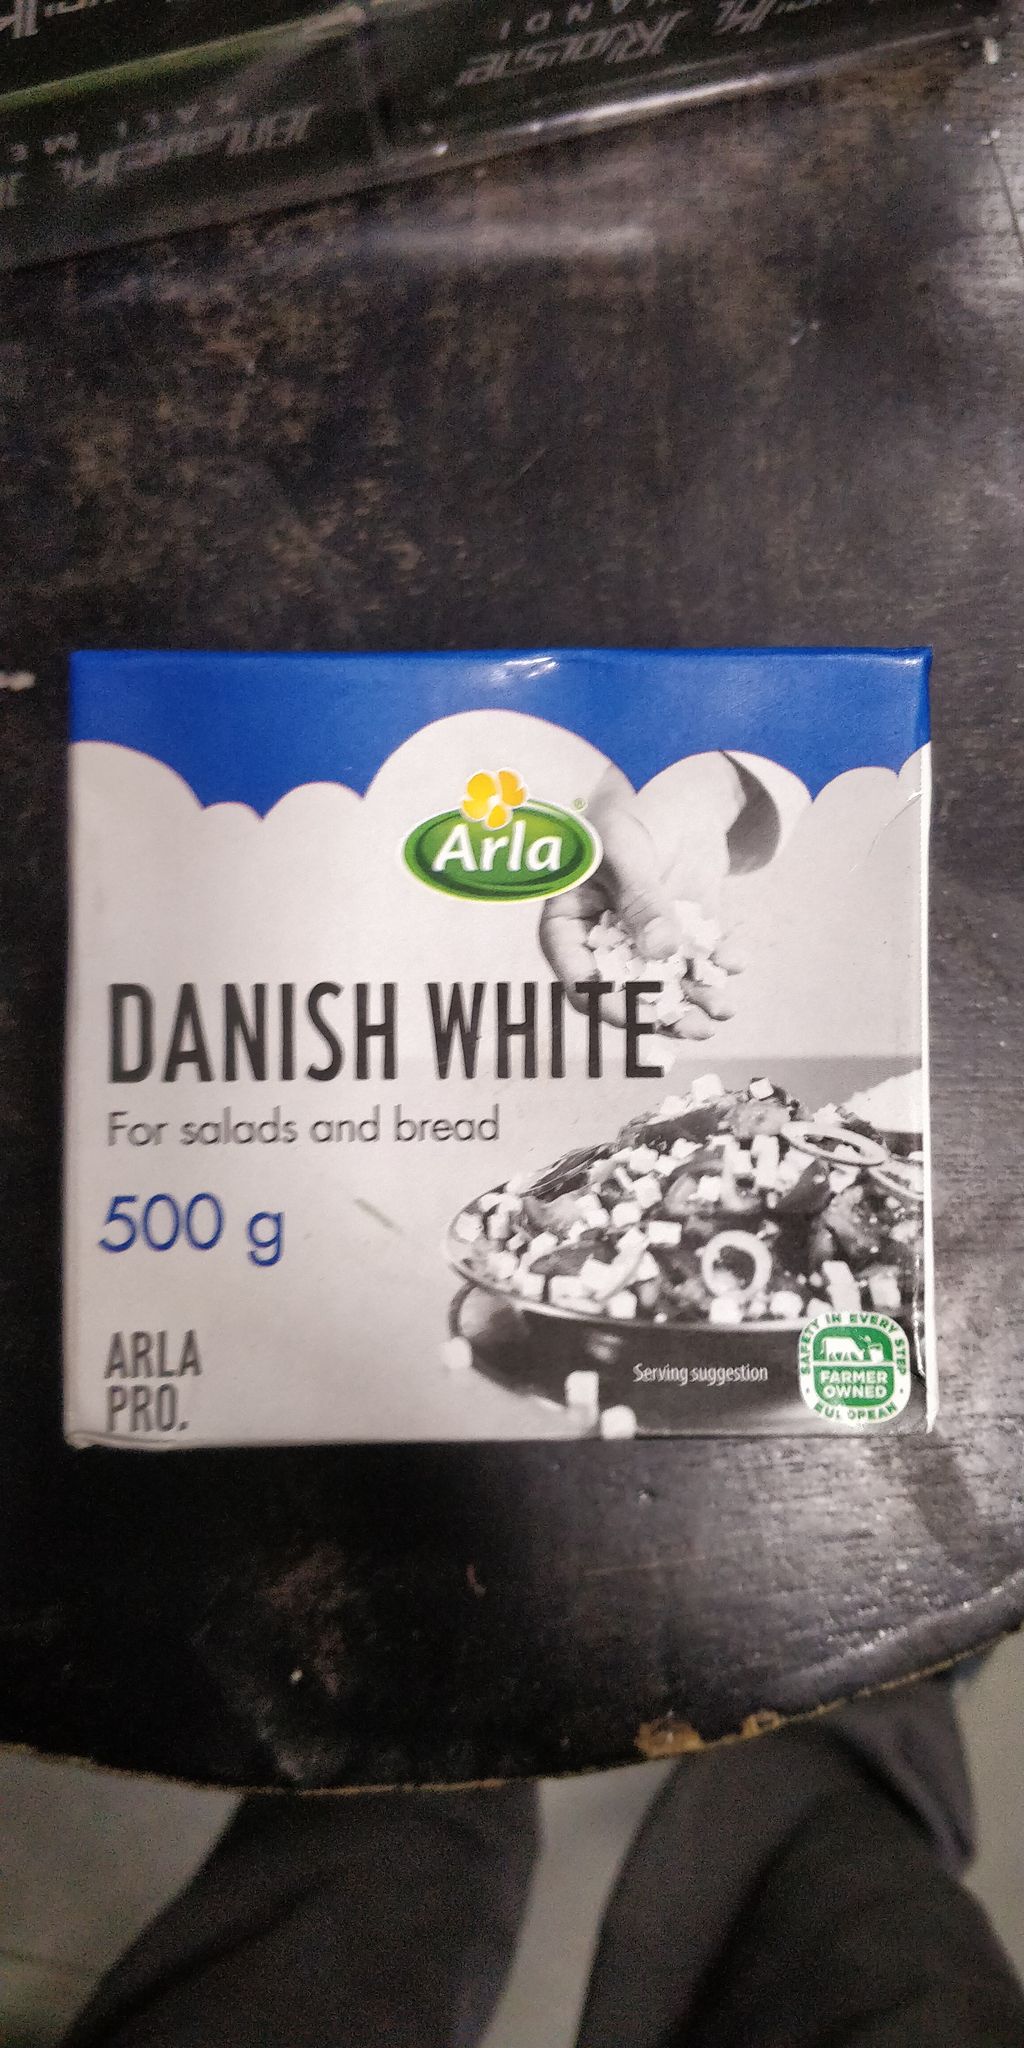 Arla®
DANISH WHITE
For salads and bread
500 g
ARLA
PRO.
Serving suggestion
SAFETY IN EVERY STEP
FARMER
OWNED
EUROPEAN